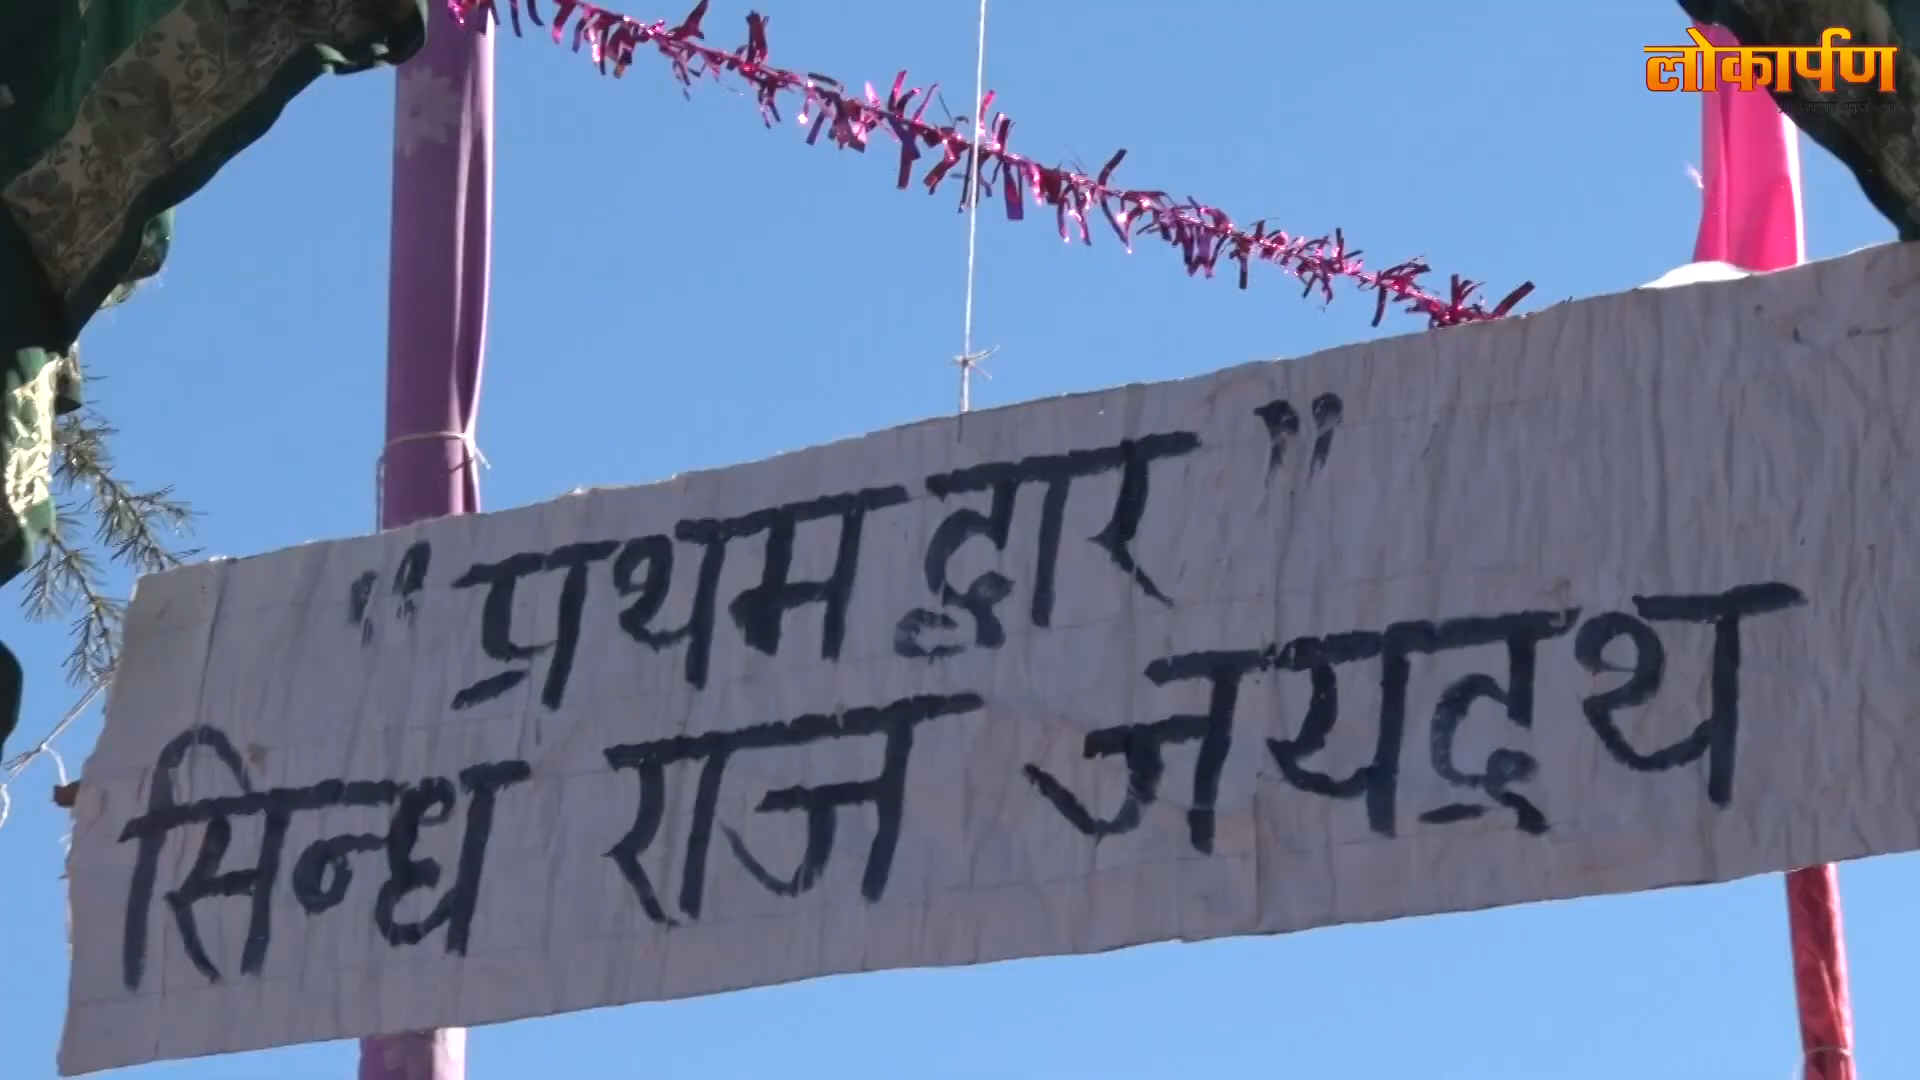 लोकार्पण
"प्रथम द्वार"
सिन्ध राज जयद्रथ